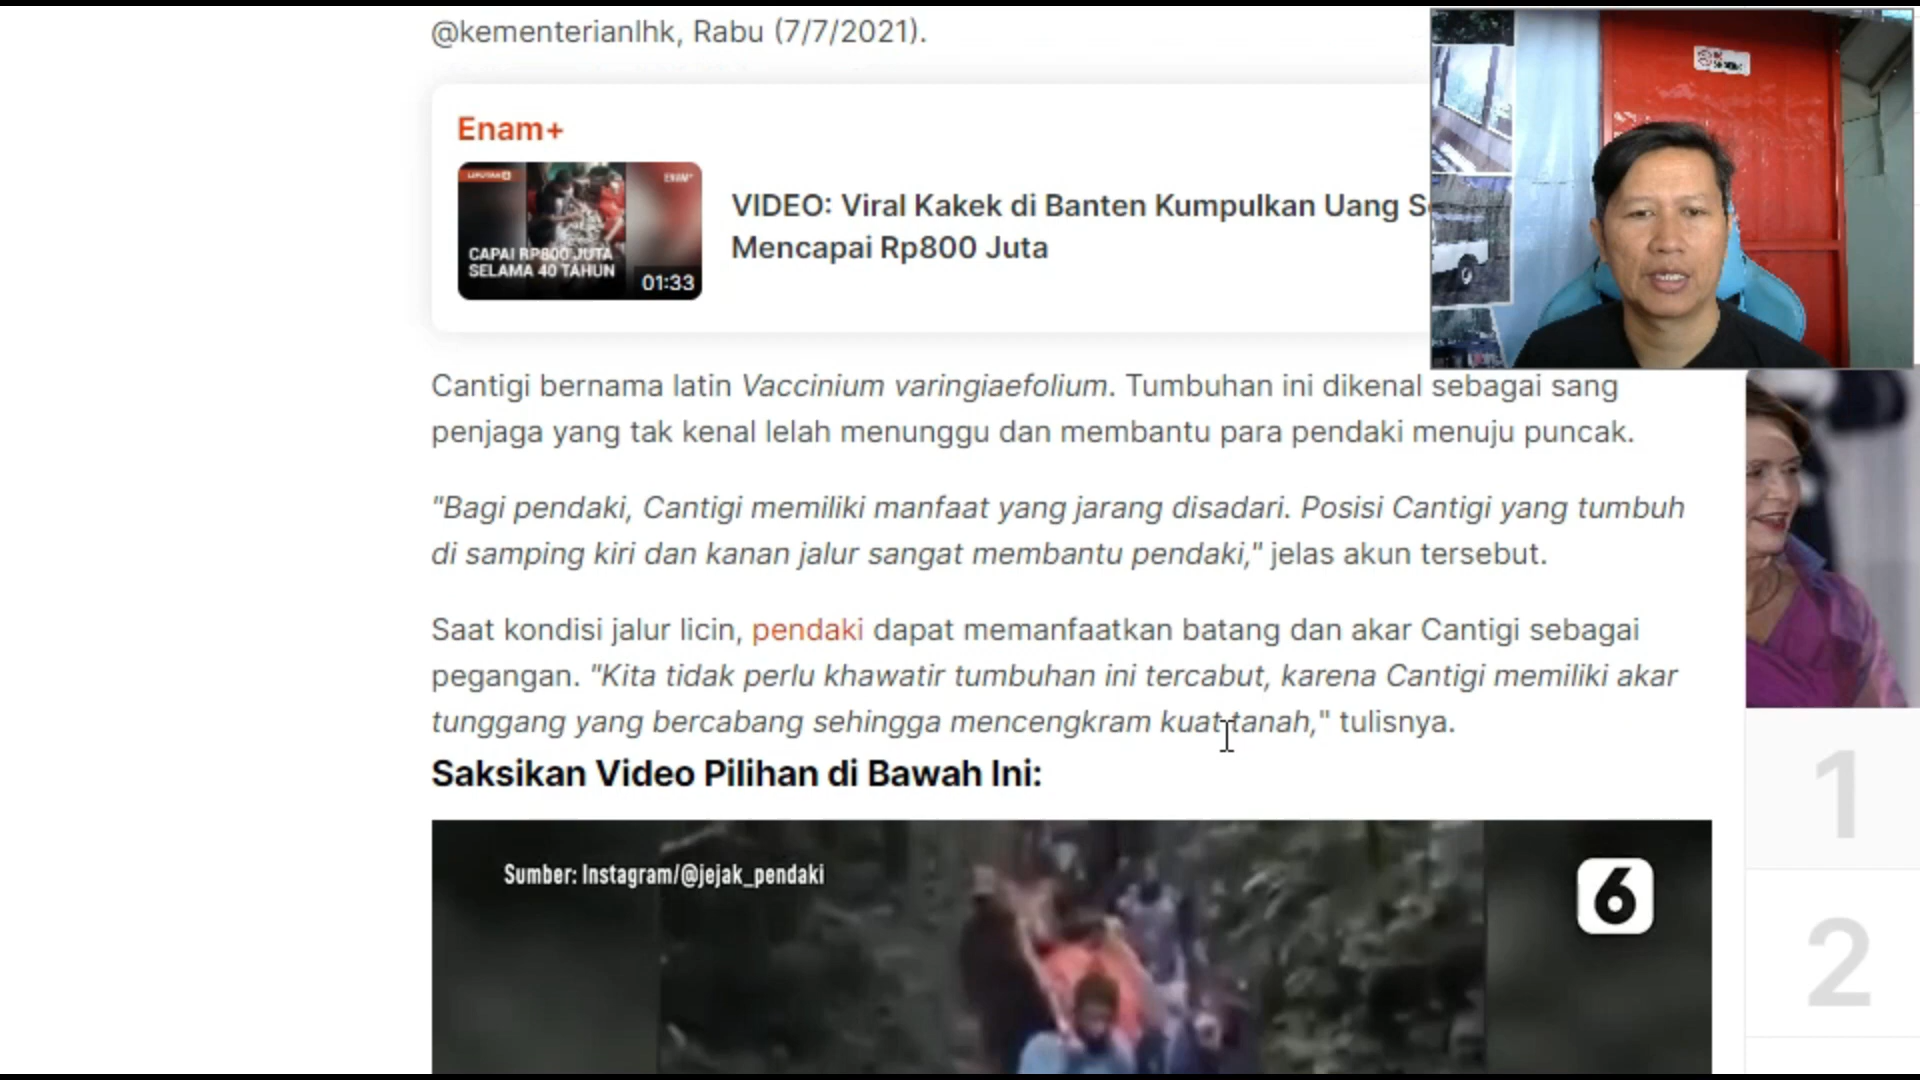 @kementerianlhk, Rabu (7/7/2021).
Enam+
LIPUTAN6
ENAM+
CAPAI RP800 JUTA
SELAMA 40 TAHUN
01:33
VIDEO: Viral Kakek di Banten Kumpulkan Uang
Mencapai Rp800 Juta
Cantigi bernama latin Vaccinium varingiaefolium. Tumbuhan ini dikenal sebagai sang
penjaga yang tak kenal lelah menunggu dan membantu para pendaki menuju puncak.
"Bagi pendaki, Cantigi memiliki manfaat yang jarang disadari. Posisi Cantigi yang tumbuh
di samping kiri dan kanan jalur sangat membantu pendaki," jelas akun tersebut.
Saat kondisi jalur licin, pendaki dapat memanfaatkan batang dan akar Cantigi sebagai
pegangan. "Kita tidak perlu khawatir tumbuhan ini tercabut, karena Cantigi memiliki akar
tunggang yang bercabang sehingga mencengkram kuat tanah," tulisnya.
Saksikan Video Pilihan di Bawah Ini:
Sumber: Instagram/@jejak_pendaki
6
1
2